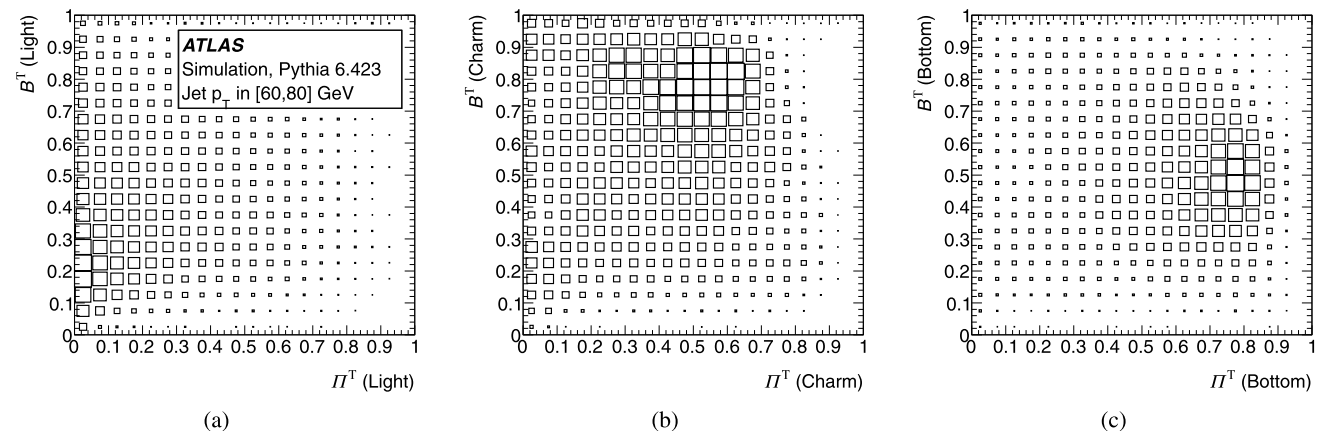 1
0.9
0.8
0.7
0.6
0.5
0.4
0.3
0.2
0.1
0
B^T (Light)
ATLAS
Simulation, Pythia 6.423
Jet p_T in [60,80] GeV
0 0.1 0.2 0.3 0.4 0.5 0.6 0.7 0.8 0.9 1
Π^T (Light)
(a)
1
0.9
0.8
0.7
0.6
0.5
0.4
0.3
0.2
0.1
0
B^T (Charm)
0 0.1 0.2 0.3 0.4 0.5 0.6 0.7 0.8 0.9 1
Π^T (Charm)
(b)
1
0.9
0.8
0.7
0.6
0.5
0.4
0.3
0.2
0.1
0
B^T (Bottom)
0 0.1 0.2 0.3 0.4 0.5 0.6 0.7 0.8 0.9 1
Π^T (Bottom)
(c)